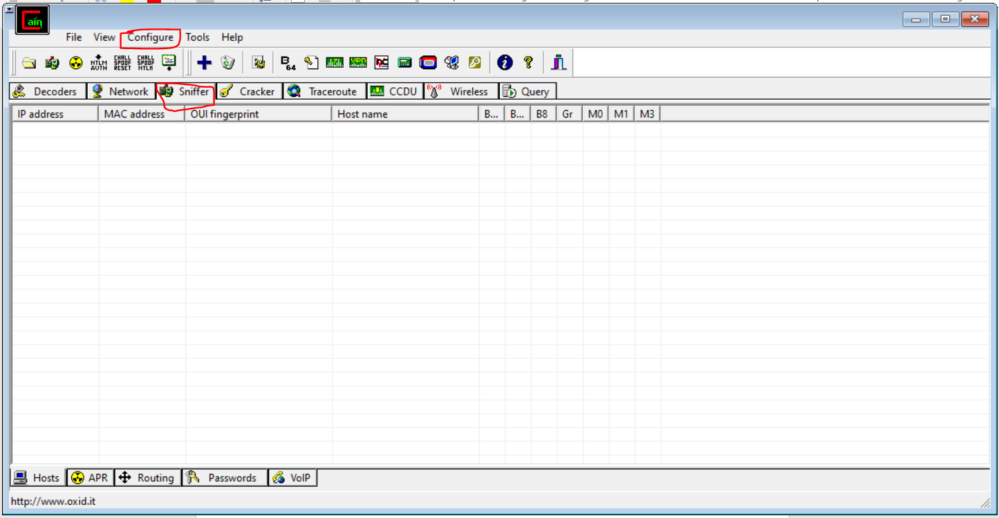 Caín
File View Configure Tools Help
NTLM AUTH CHALL SPOOF RESET CHALL SPOOF NTLM B64
Decoders Network Sniffer Cracker Traceroute CCDU Wireless Query
IP address MAC address OUI fingerprint Host name B... B... B8 Gr M0 M1 M3
Hosts APR Routing Passwords VoIP
http://www.oxid.it